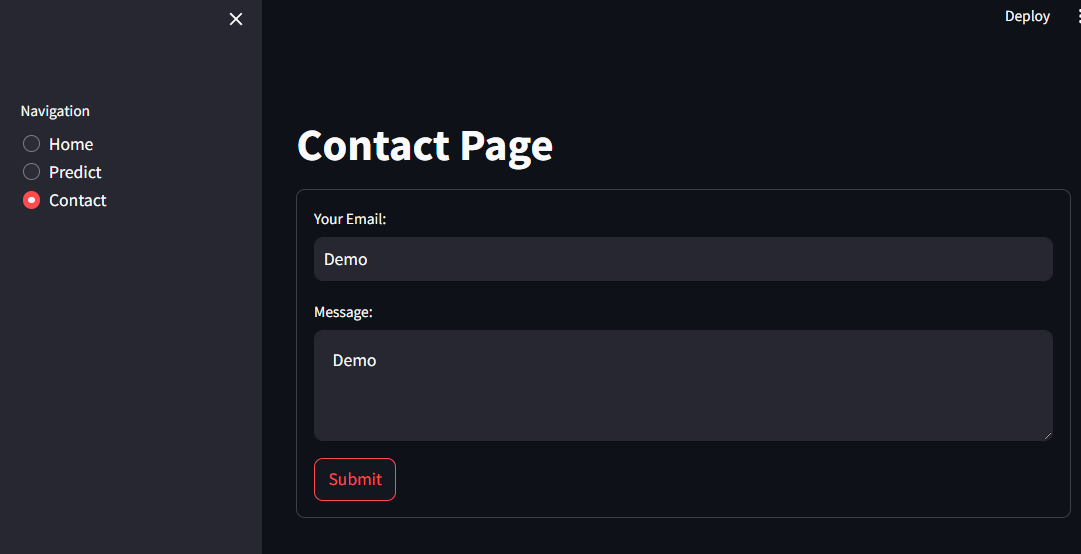 Deploy
Navigation
Home
Predict
Contact
Contact Page
Your Email:
Demo
Message:
Demo
Submit